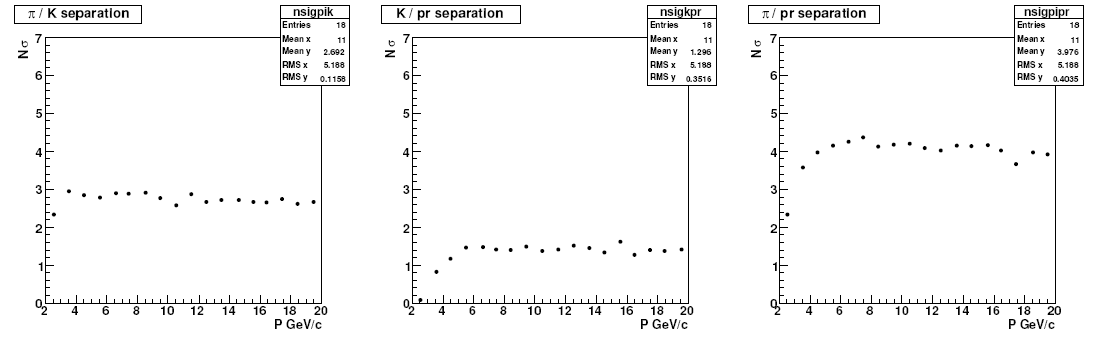 π / K separation
nsigpik
Entries 18
Mean x 11
Mean y 2.692
RMS x 5.188
RMS y 0.1158
Nσ
7
6
5
4
3
2
1
0
2 4 6 8 10 12 14 16 18 20
P GeV/c
K / pr separation
nsigkpr
Entries 18
Mean x 11
Mean y 1.296
RMS x 5.188
RMS y 0.3516
Nσ
7
6
5
4
3
2
1
0
2 4 6 8 10 12 14 16 18 20
P GeV/c
π / pr separation
nsigpipr
Entries 18
Mean x 11
Mean y 3.976
RMS x 5.188
RMS y 0.4035
Nσ
7
6
5
4
3
2
1
0
2 4 6 8 10 12 14 16 18 20
P GeV/c